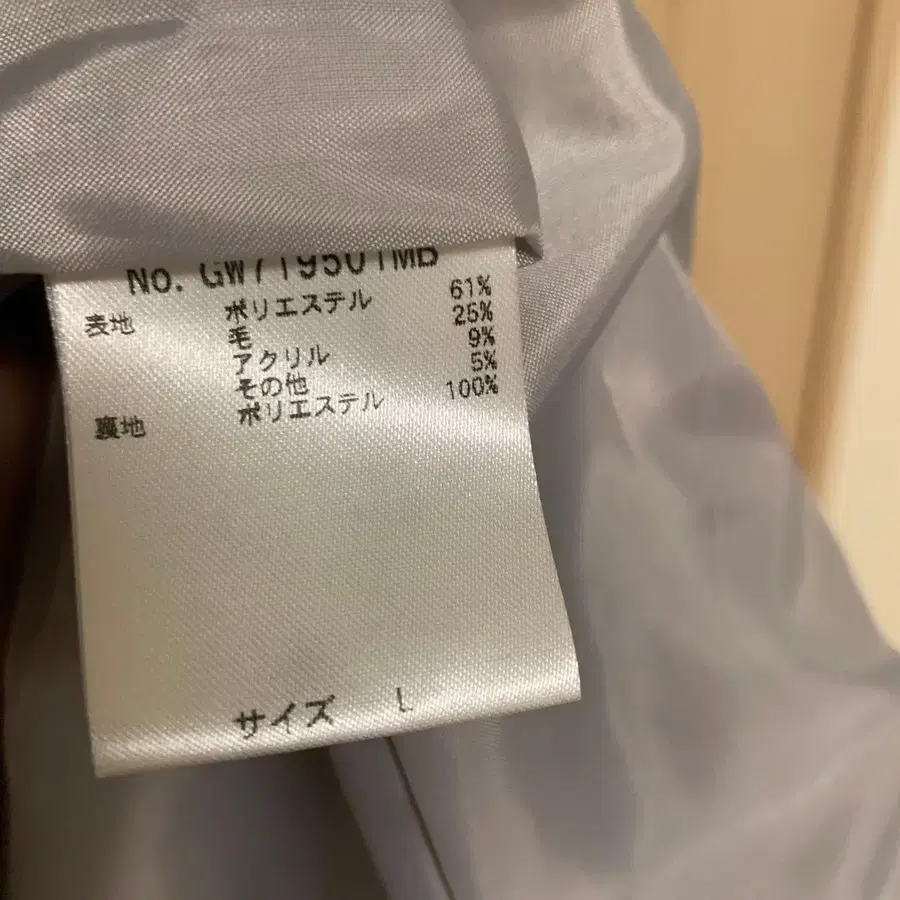 No. GW719501MB
表地 ポリエステル 61%
毛 25%
アクリル 9%
その他 5%
裏地 ポリエステル 100%
サイズ L